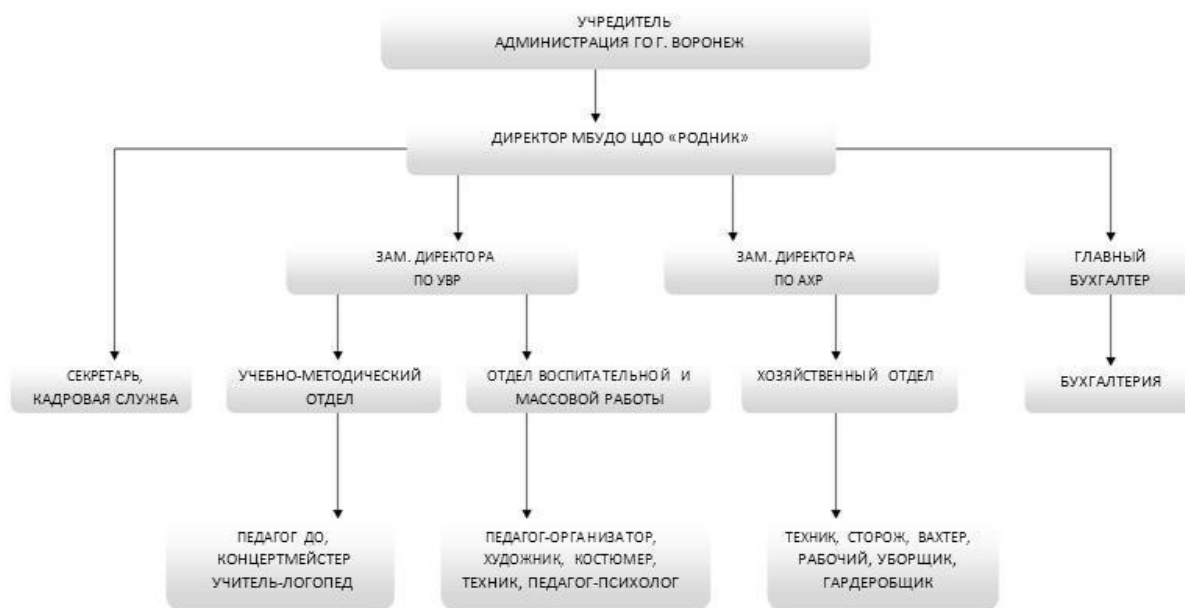 УЧРЕДИТЕЛЬ
АДМИНИСТРАЦИЯ ГО Г. ВОРОНЕЖ
ДИРЕКТОР МБУДО ЦДО «РОДНИК»
ЗАМ. ДИРЕКТОРА
ПО УВР
ЗАМ. ДИРЕКТОРА
ПО АХР
ГЛАВНЫЙ
БУХГАЛТЕР
СЕКРЕТАРЬ,
КАДРОВАЯ СЛУЖБА
УЧЕБНО-МЕТОДИЧЕСКИЙ
ОТДЕЛ
ОТДЕЛ ВОСПИТАТЕЛЬНОЙ И
МАССОВОЙ РАБОТЫ
ХОЗЯЙСТВЕННЫЙ ОТДЕЛ
БУХГАЛТЕРИЯ
ПЕДАГОГ ДО,
КОНЦЕРТМЕЙСТЕР
УЧИТЕЛЬ-ЛОГОПЕД
ПЕДАГОГ-ОРГАНИЗАТОР,
ХУДОЖНИК, КОСТЮМЕР,
ТЕХНИК, ПЕДАГОГ-ПСИХОЛОГ
ТЕХНИК, СТОРОЖ, ВАХТЕР,
РАБОЧИЙ, УБОРЩИК,
ГАРДЕРОБЩИК